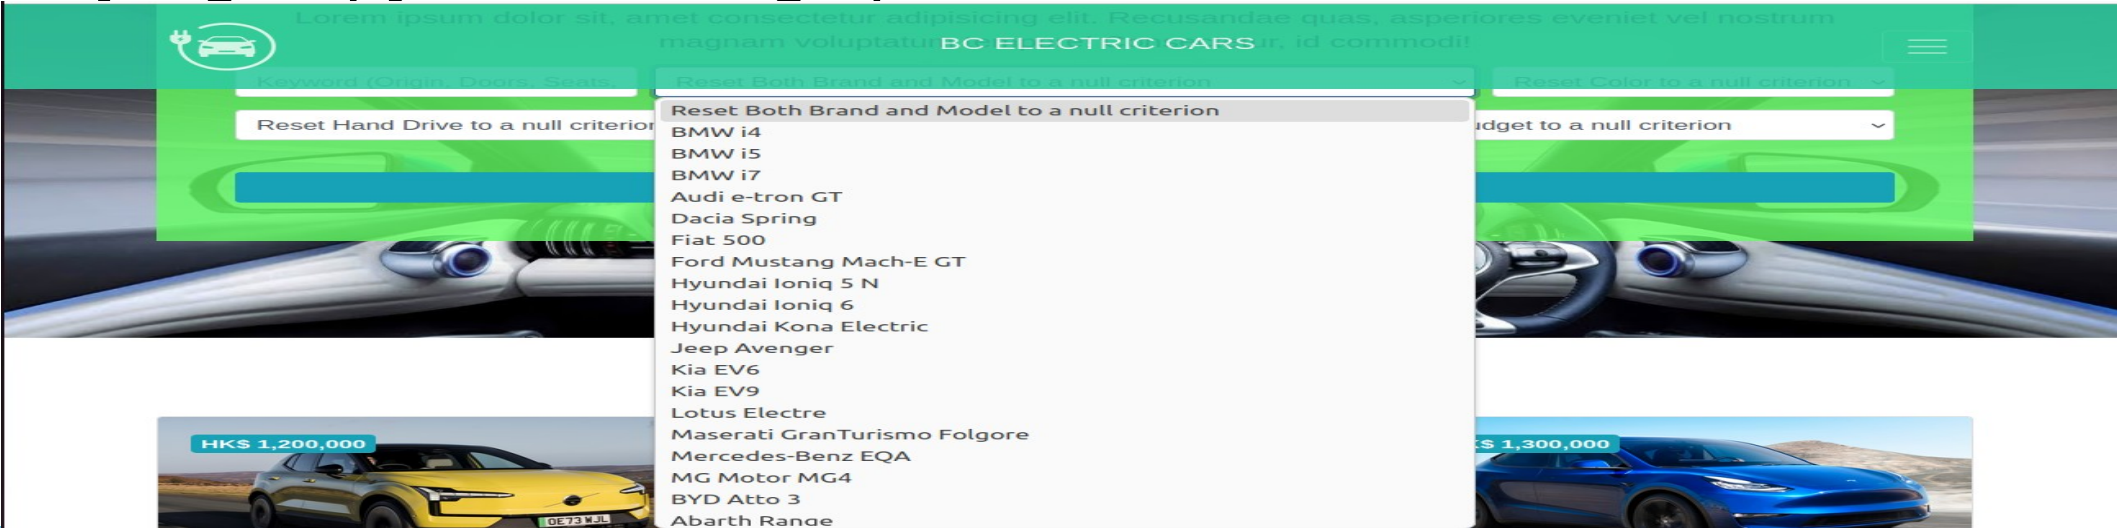 Lorem ipsum dolor sit, amet consectetur adipisicing elit. Recusandae quas, asperiores eveniet vel nostrum
magnam voluptatur, id commodi!
BC ELECTRIC CARS
Keyword (Origin, Doors, Seats,
Reset Both Brand and Model to a null criterion
Reset Color to a null criterion
Reset Both Brand and Model to a null criterion
Reset Hand Drive to a null criterion
dget to a null criterion
BMW i4
BMW i5
BMW i7
Audi e-tron GT
Dacia Spring
Fiat 500
Ford Mustang Mach-E GT
Hyundai Ioniq 5 N
Hyundai Ioniq 6
Hyundai Kona Electric
Jeep Avenger
Kia EV6
Kia EV9
Lotus Electre
Maserati GranTurismo Folgore
Mercedes-Benz EQA
MG Motor MG4
BYD Atto 3
Abarth Range
HK$ 1,200,000
$ 1,300,000
OE73 WJL